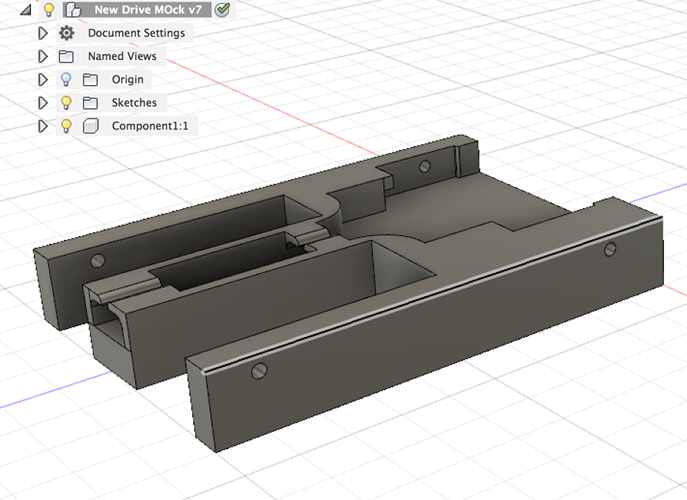 New Drive MOck v7
Document Settings
Named Views
Origin
Sketches
Component1:1